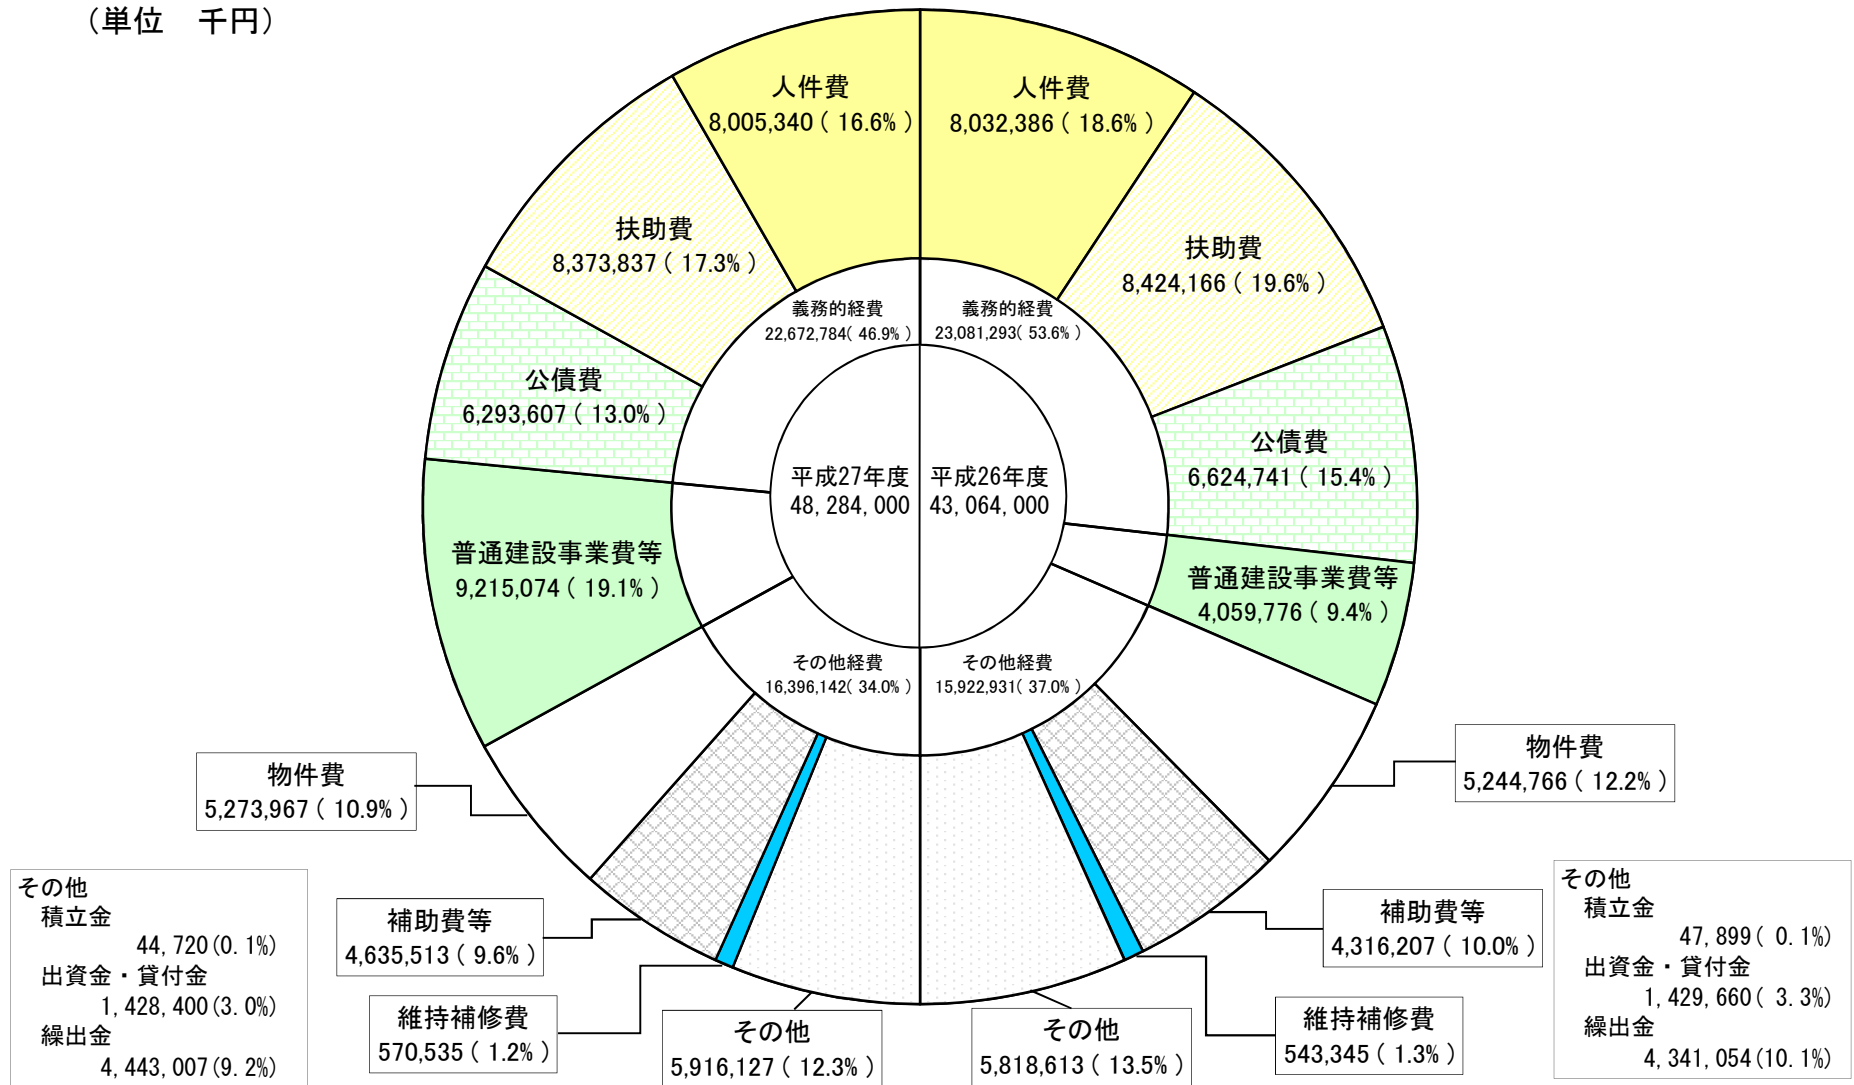 （単位　千円）
人件費
8,005,340（ 16.6% ）
人件費
8,032,386（ 18.6% ）
扶助費
8,373,837（ 17.3% ）
扶助費
8,424,166（ 19.6% ）
義務的経費
22,672,784( 46.9% )
義務的経費
23,081,293( 53.6% )
公債費
6,293,607（ 13.0% ）
公債費
6,624,741（ 15.4% ）
平成27年度
48,284,000
平成26年度
43,064,000
普通建設事業費等
9,215,074（ 19.1% ）
普通建設事業費等
4,059,776（ 9.4% ）
その他経費
16,396,142( 34.0% )
その他経費
15,922,931( 37.0% )
物件費
5,273,967（ 10.9% ）
物件費
5,244,766（ 12.2% ）
補助費等
4,635,513（ 9.6% ）
補助費等
4,316,207（ 10.0% ）
維持補修費
570,535（ 1.2% ）
その他
5,916,127（ 12.3% ）
その他
5,818,613（ 13.5% ）
維持補修費
543,345（ 1.3% ）
その他
積立金
44,720(0.1%)
出資金・貸付金
1,428,400(3.0%)
繰出金
4,443,007(9.2%)
その他
積立金
47,899( 0.1%)
出資金・貸付金
1,429,660( 3.3%)
繰出金
4,341,054(10.1%)